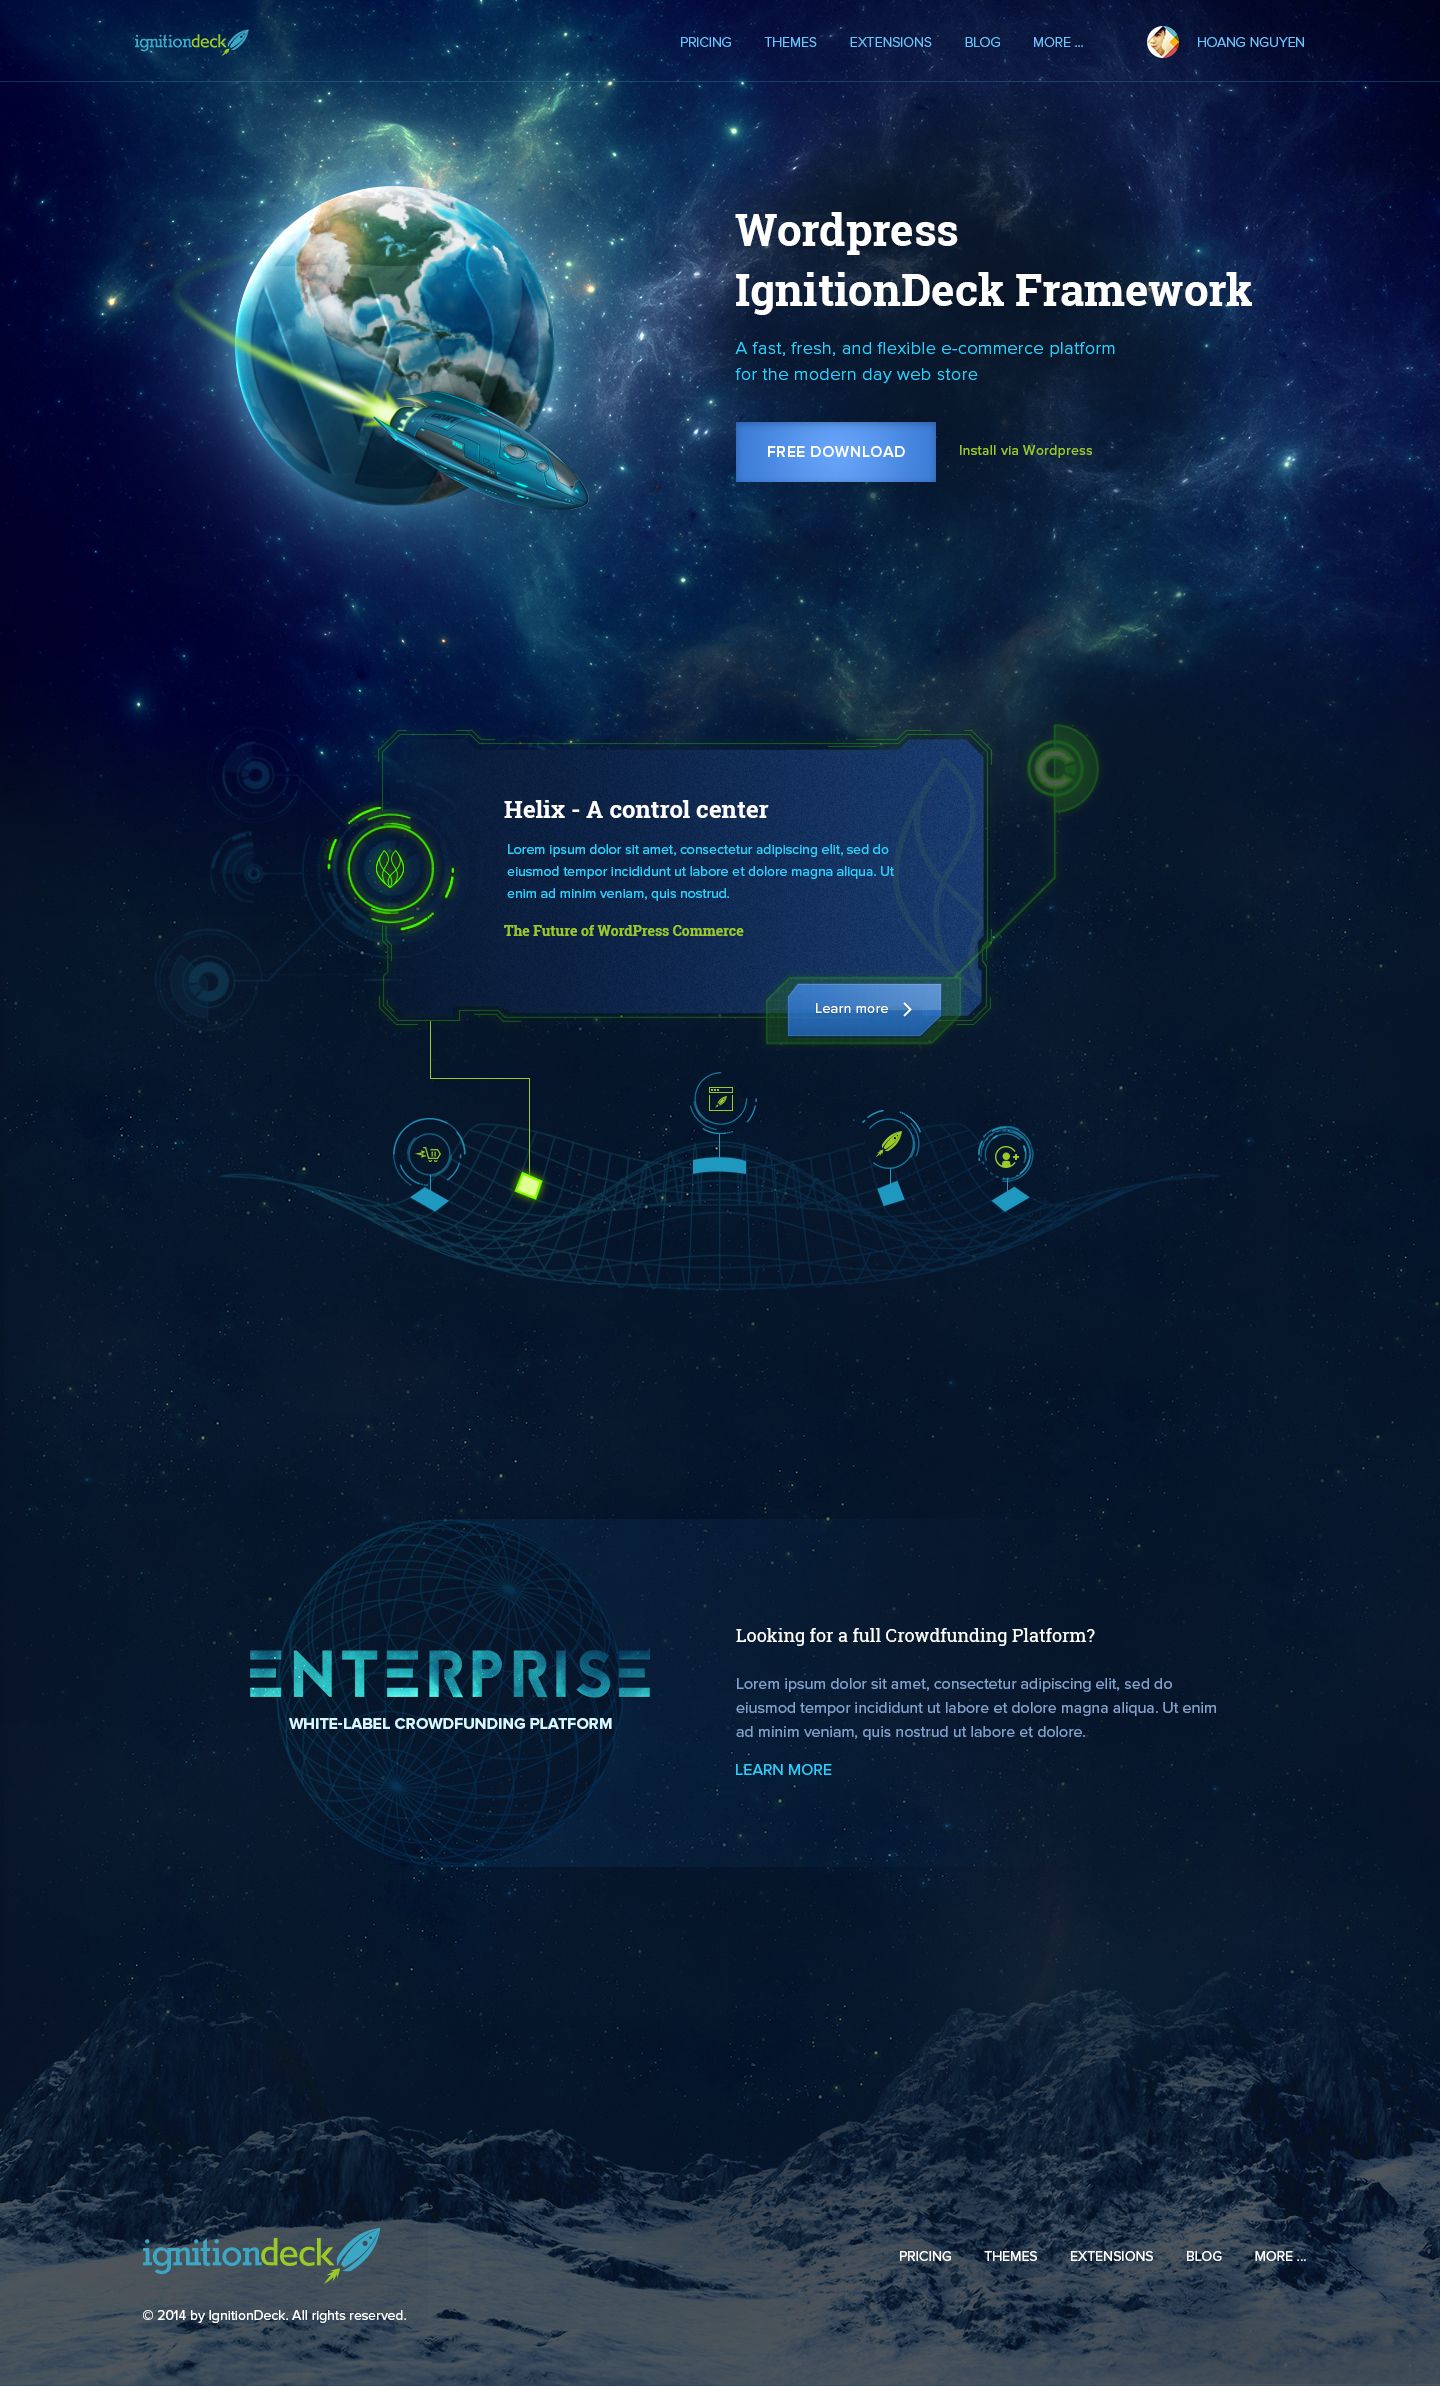 ignitiondeck
PRICING THEMES EXTENSIONS BLOG MORE ... HOANG NGUYEN
Wordpress
IgnitionDeck Framework
A fast, fresh, and flexible e-commerce platform
for the modern day web store
FREE DOWNLOAD
Install via Wordpress
Helix - A control center
Lorem ipsum dolor sit amet, consectetur adipiscing elit, sed do
eiusmod tempor incididunt ut labore et dolore magna aliqua. Ut
enim ad minim veniam, quis nostrud.
The Future of WordPress Commerce
Learn more
ENTERPRISE
WHITE-LABEL CROWDFUNDING PLATFORM
Looking for a full Crowdfunding Platform?
Lorem ipsum dolor sit amet, consectetur adipiscing elit, sed do
eiusmod tempor incididunt ut labore et dolore magna aliqua. Ut enim
ad minim veniam, quis nostrud ut labore et dolore.
LEARN MORE
ignitiondeck
PRICING THEMES EXTENSIONS BLOG MORE ...
© 2014 by IgnitionDeck. All rights reserved.